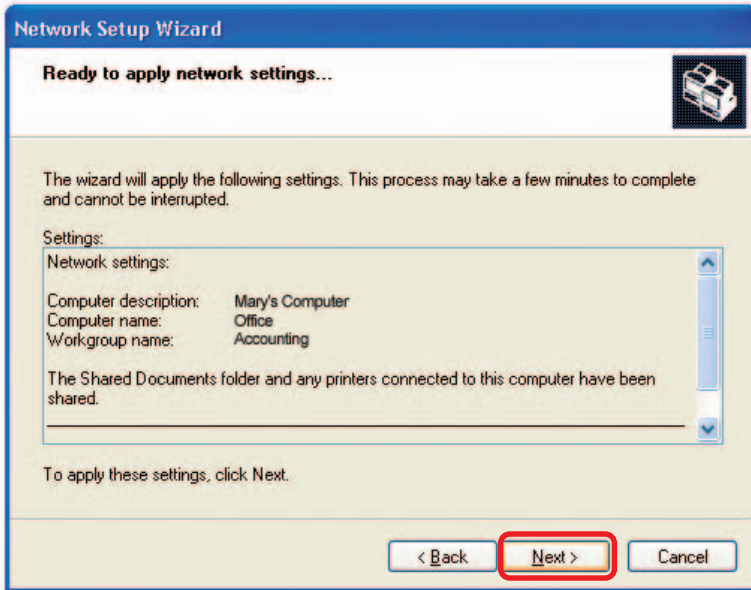 Network Setup Wizard
Ready to apply network settings...
The wizard will apply the following settings. This process may take a few minutes to complete
and cannot be interrupted.
Settings:
Network settings:
Computer description: Mary's Computer
Computer name: Office
Workgroup name: Accounting
The Shared Documents folder and any printers connected to this computer have been
shared.
To apply these settings, click Next.
< Back Next > Cancel